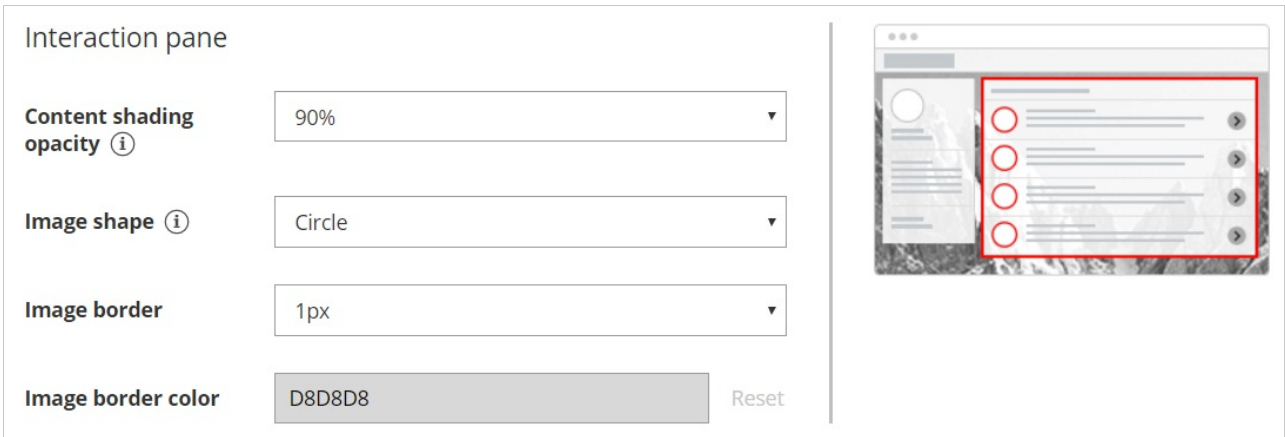 Interaction pane
Content shading
opacity i
90%
Image shape i
Circle
Image border
1px
Image border color
D8D8D8
Reset